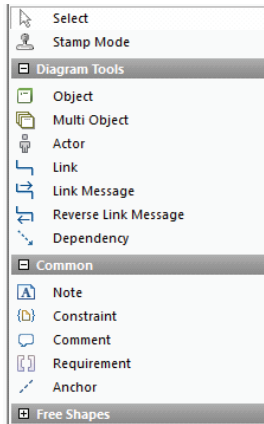 Select
Stamp Mode
Diagram Tools
Object
Multi Object
Actor
Link
Link Message
Reverse Link Message
Dependency
Common
Note
Constraint
Comment
Requirement
Anchor
Free Shapes